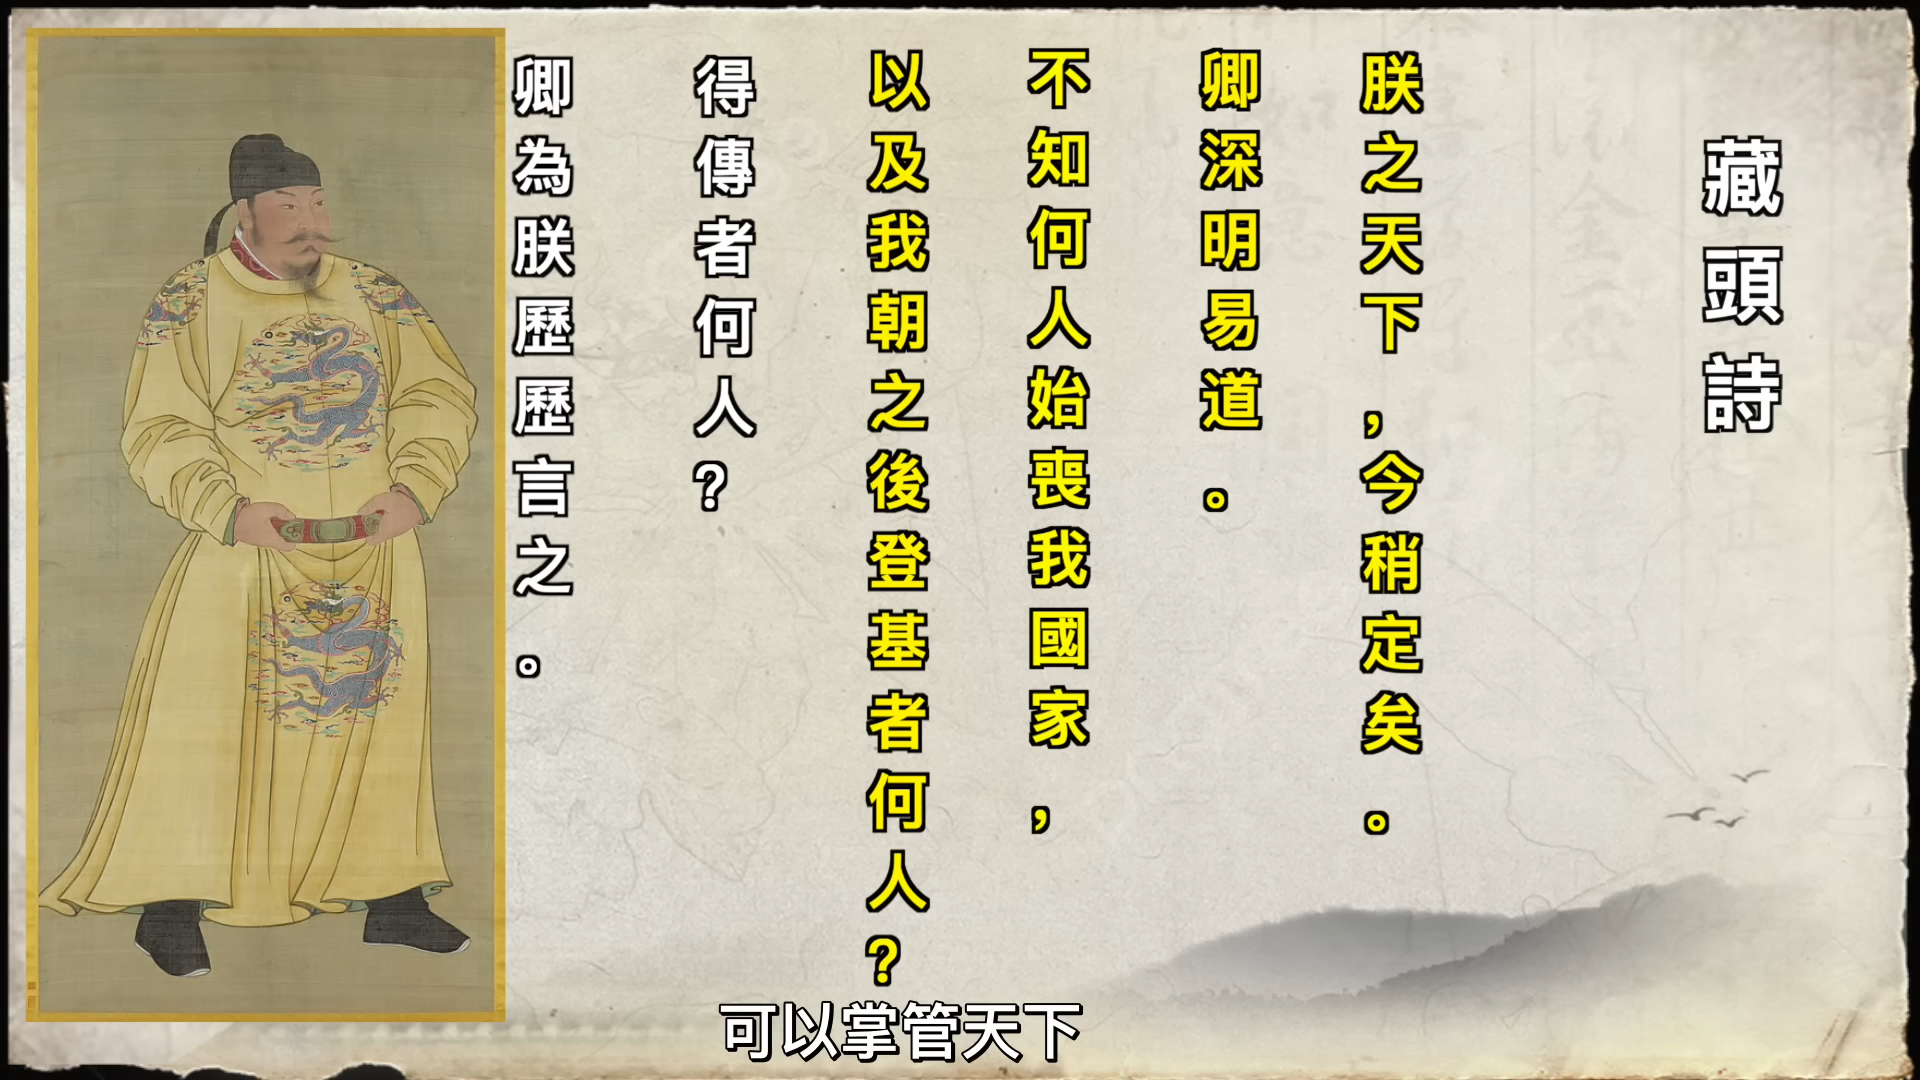 藏頭詩
朕之天下，今稍定矣。
卿深明易道。
不知何人始喪我國家，
以及我朝之後登基者何人？
得傳者何人？
卿為朕歷歷言之。
可以掌管天下